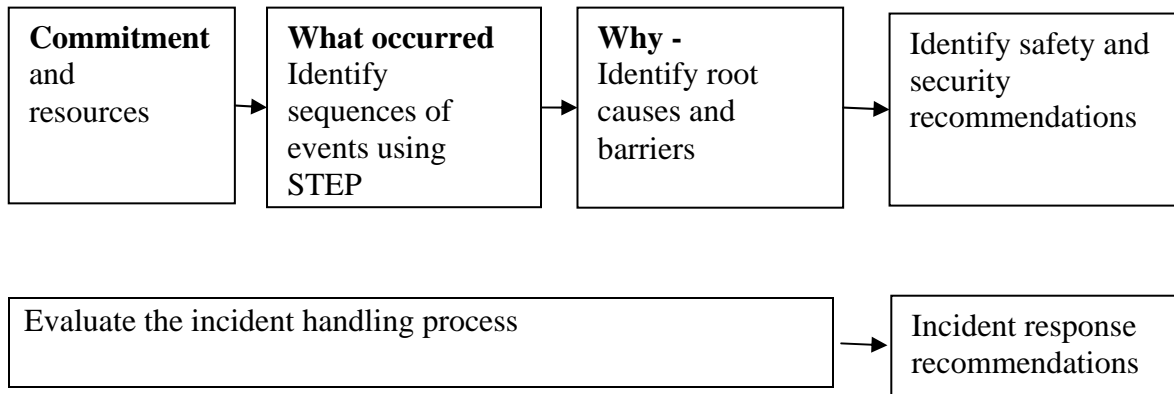 Commitment
and
resources
What occurred
Identify
sequences of
events using
STEP
Why -
Identify root
causes and
barriers
Identify safety and
security
recommendations
Evaluate the incident handling process
Incident response
recommendations